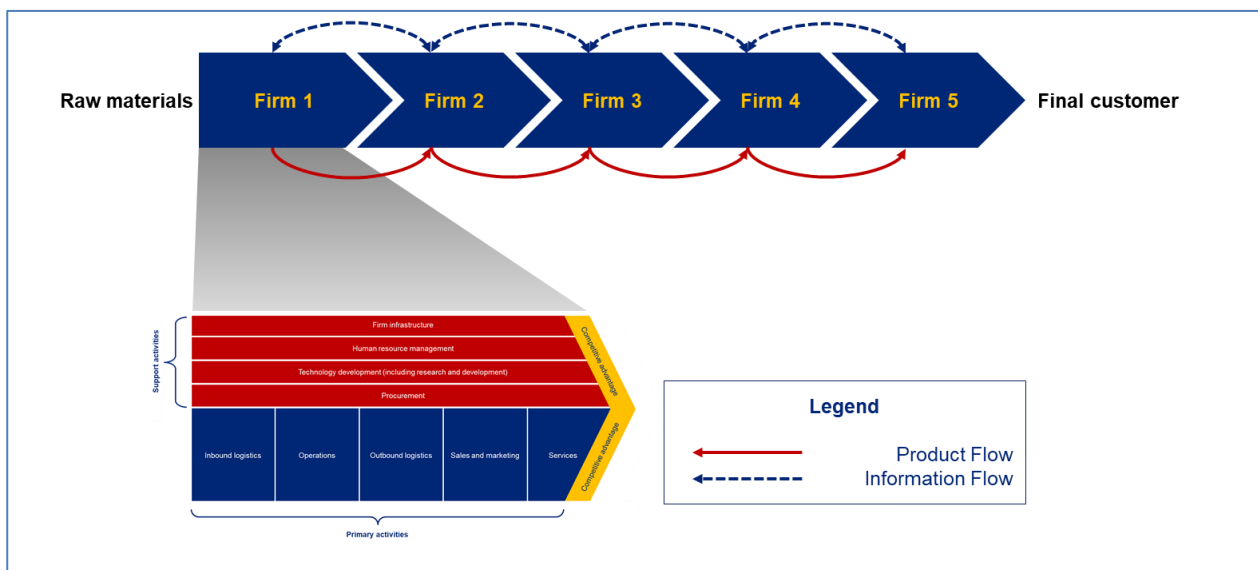 Raw materials
Firm 1
Firm 2
Firm 3
Firm 4
Firm 5
Final customer
Support activities
Firm infrastructure
Human resource management
Technology development (including research and development)
Procurement
Competitive advantage
Inbound logistics
Operations
Outbound logistics
Sales and marketing
Services
Competitive advantage
Primary activities
Legend
Product Flow
Information Flow